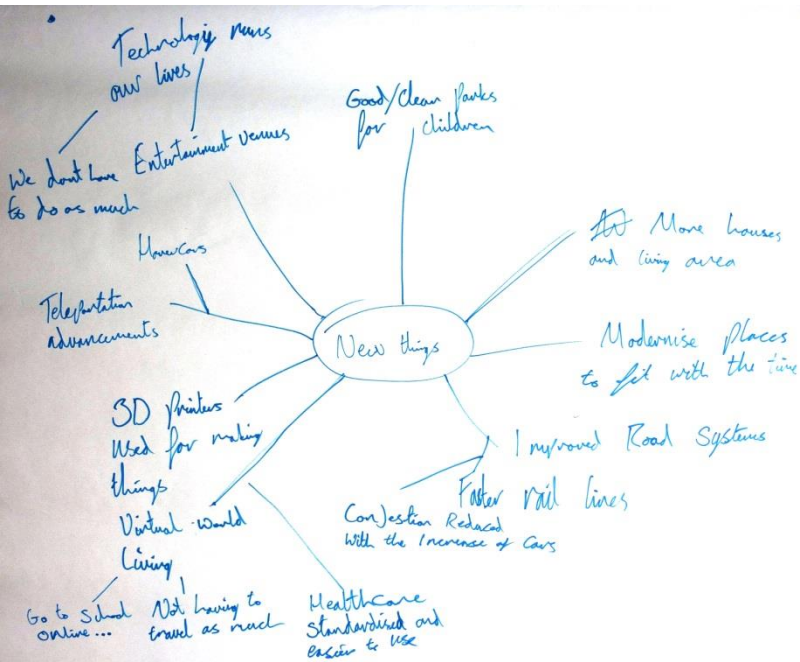 Technology runs
our lives
We dont have
to do as much
Entertainment venues
Good/Clean Parks
for children
More houses
and living area
Hovercars
Teleportation
advancements
New things
Modernise Places
to fit with the time
3D Printers
used for making
things
Improved Road Systems
Faster rail lines
Conjestion Reduced
With the Increase of Cars
Virtual world
Living
Go to School
online...
Not having to
travel as much
Healthcare
Standardised and
easier to use